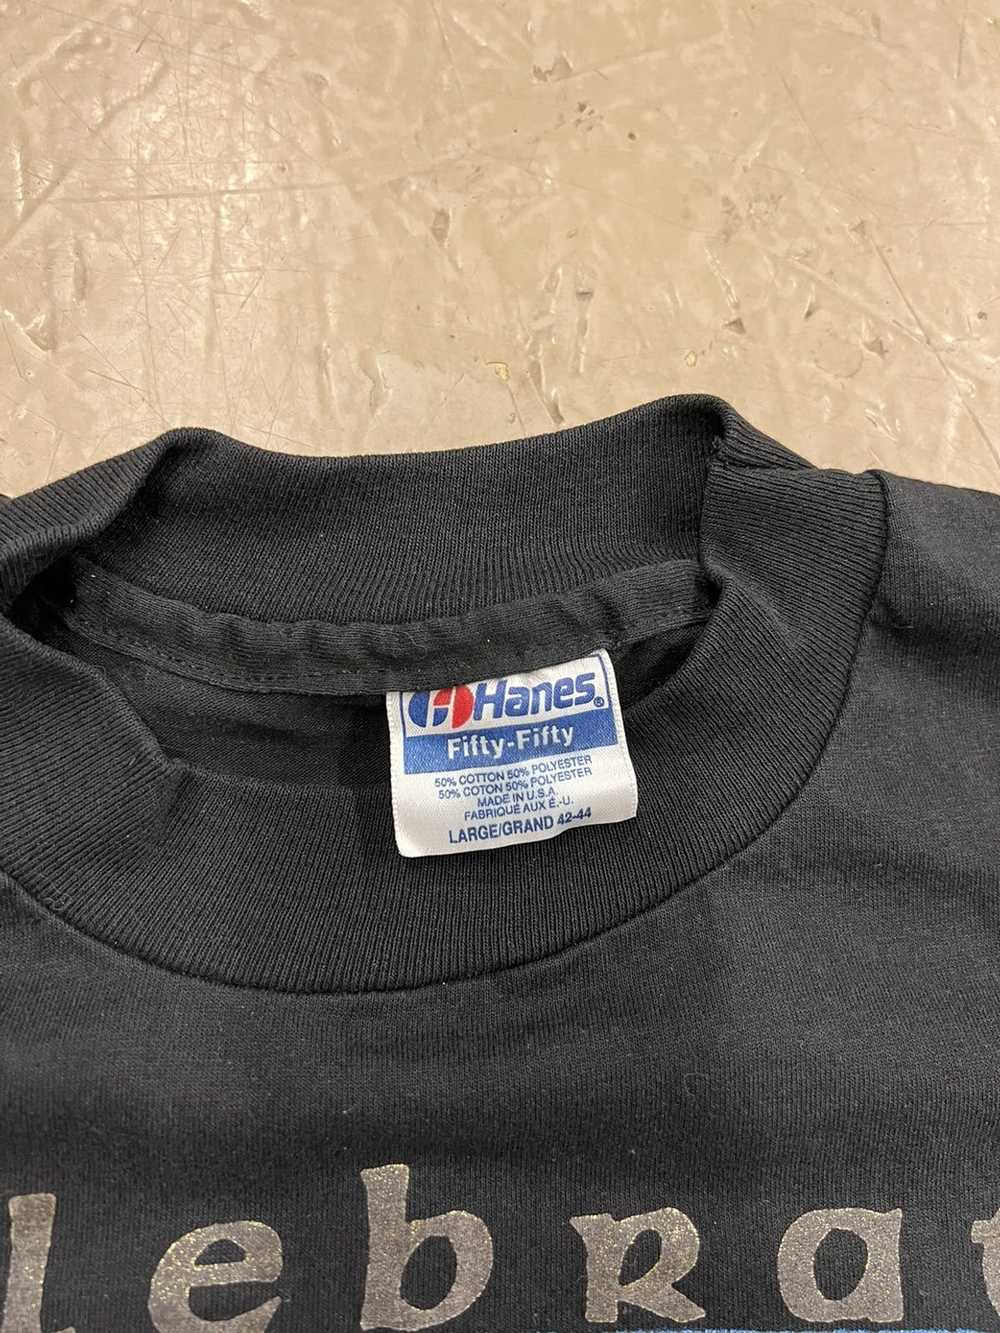 Hanes®
Fifty-Fifty
50% COTTON 50% POLYESTER
50% COTON 50% POLYESTER
MADE IN U.S.A.
FABRIQUÉ AUX É.-U.
LARGE/GRAND 42-44
lebrat